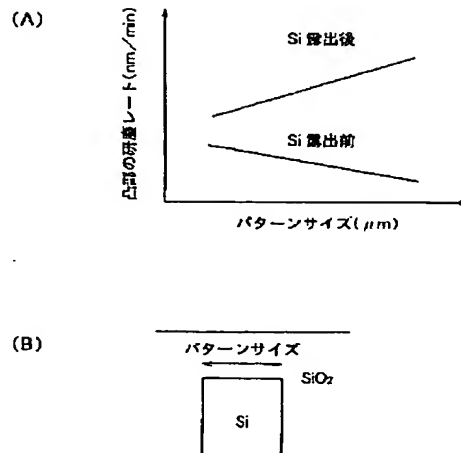 (A)
凸部の研磨レート(nm/min)
Si 露出後
Si 露出前
パターンサイズ(μm)
(B)
パターンサイズ
SiO₂
Si